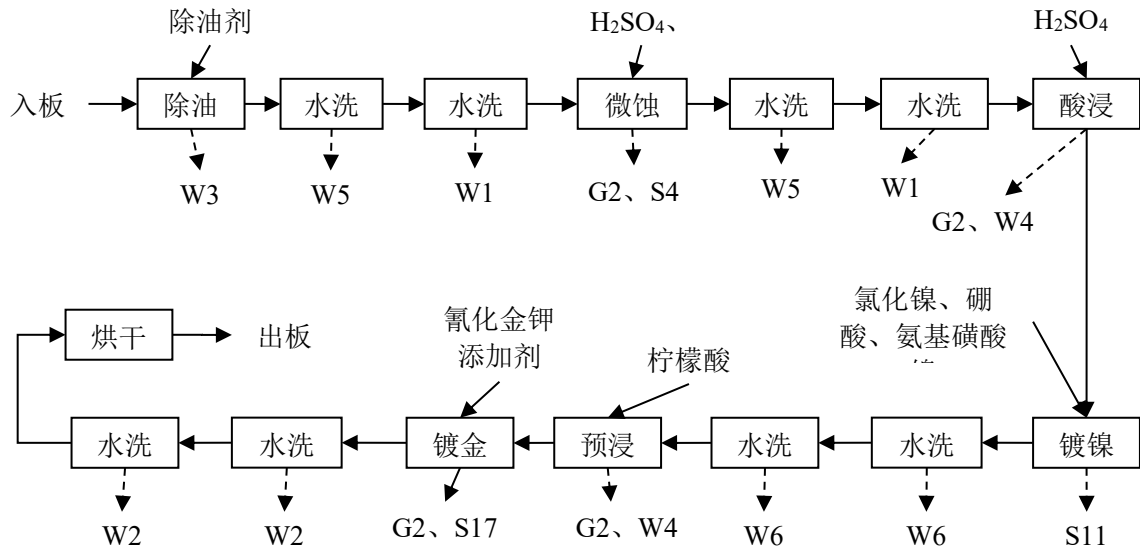 除油剂
H₂SO₄、
H₂SO₄
入板
除油
水洗
水洗
微蚀
水洗
水洗
酸浸
W3
W5
W1
G2、S4
W5
W1
G2、W4
烘干
出板
氰化金钾
添加剂
柠檬酸
氯化镍、硼
酸、氨基磺酸
水洗
水洗
镀金
预浸
水洗
水洗
镀镍
W2
W2
G2、S17
G2、W4
W6
W6
S11